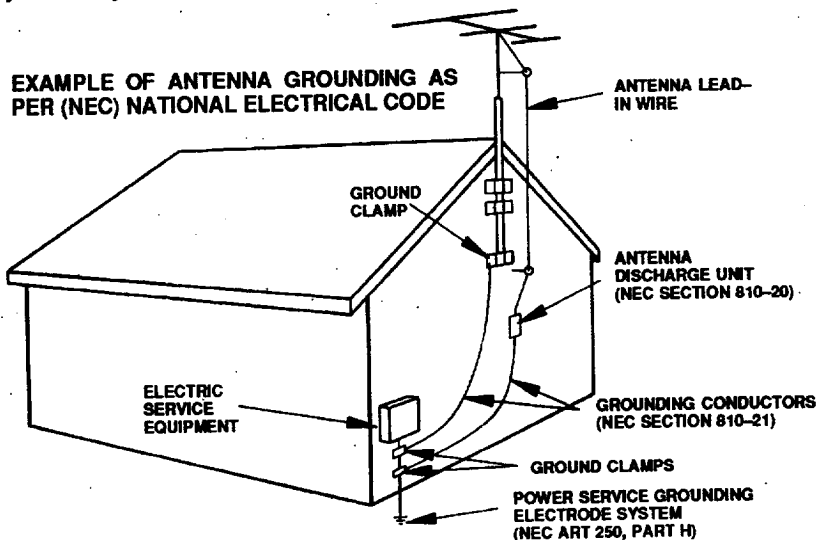 EXAMPLE OF ANTENNA GROUNDING AS
PER (NEC) NATIONAL ELECTRICAL CODE
ANTENNA LEAD–
IN WIRE
GROUND
CLAMP
ANTENNA
DISCHARGE UNIT
(NEC SECTION 810–20)
ELECTRIC
SERVICE
EQUIPMENT
GROUNDING CONDUCTORS
(NEC SECTION 810–21)
GROUND CLAMPS
POWER SERVICE GROUNDING
ELECTRODE SYSTEM
(NEC ART 250, PART H)